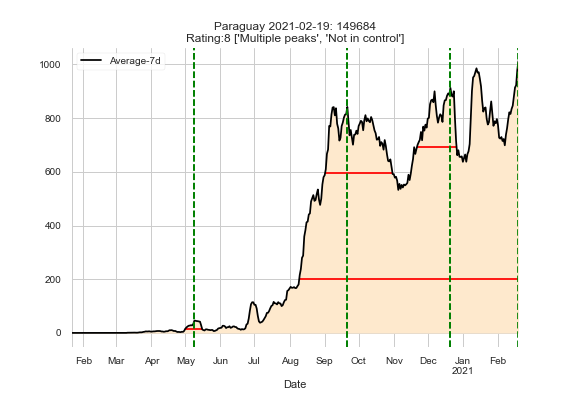 Paraguay 2021-02-19: 149684
Rating:8 ['Multiple peaks', 'Not in control']
Average-7d
1000
800
600
400
200
0
Feb Mar Apr May Jun Jul Aug Sep Oct Nov Dec Jan Feb
2021
Date